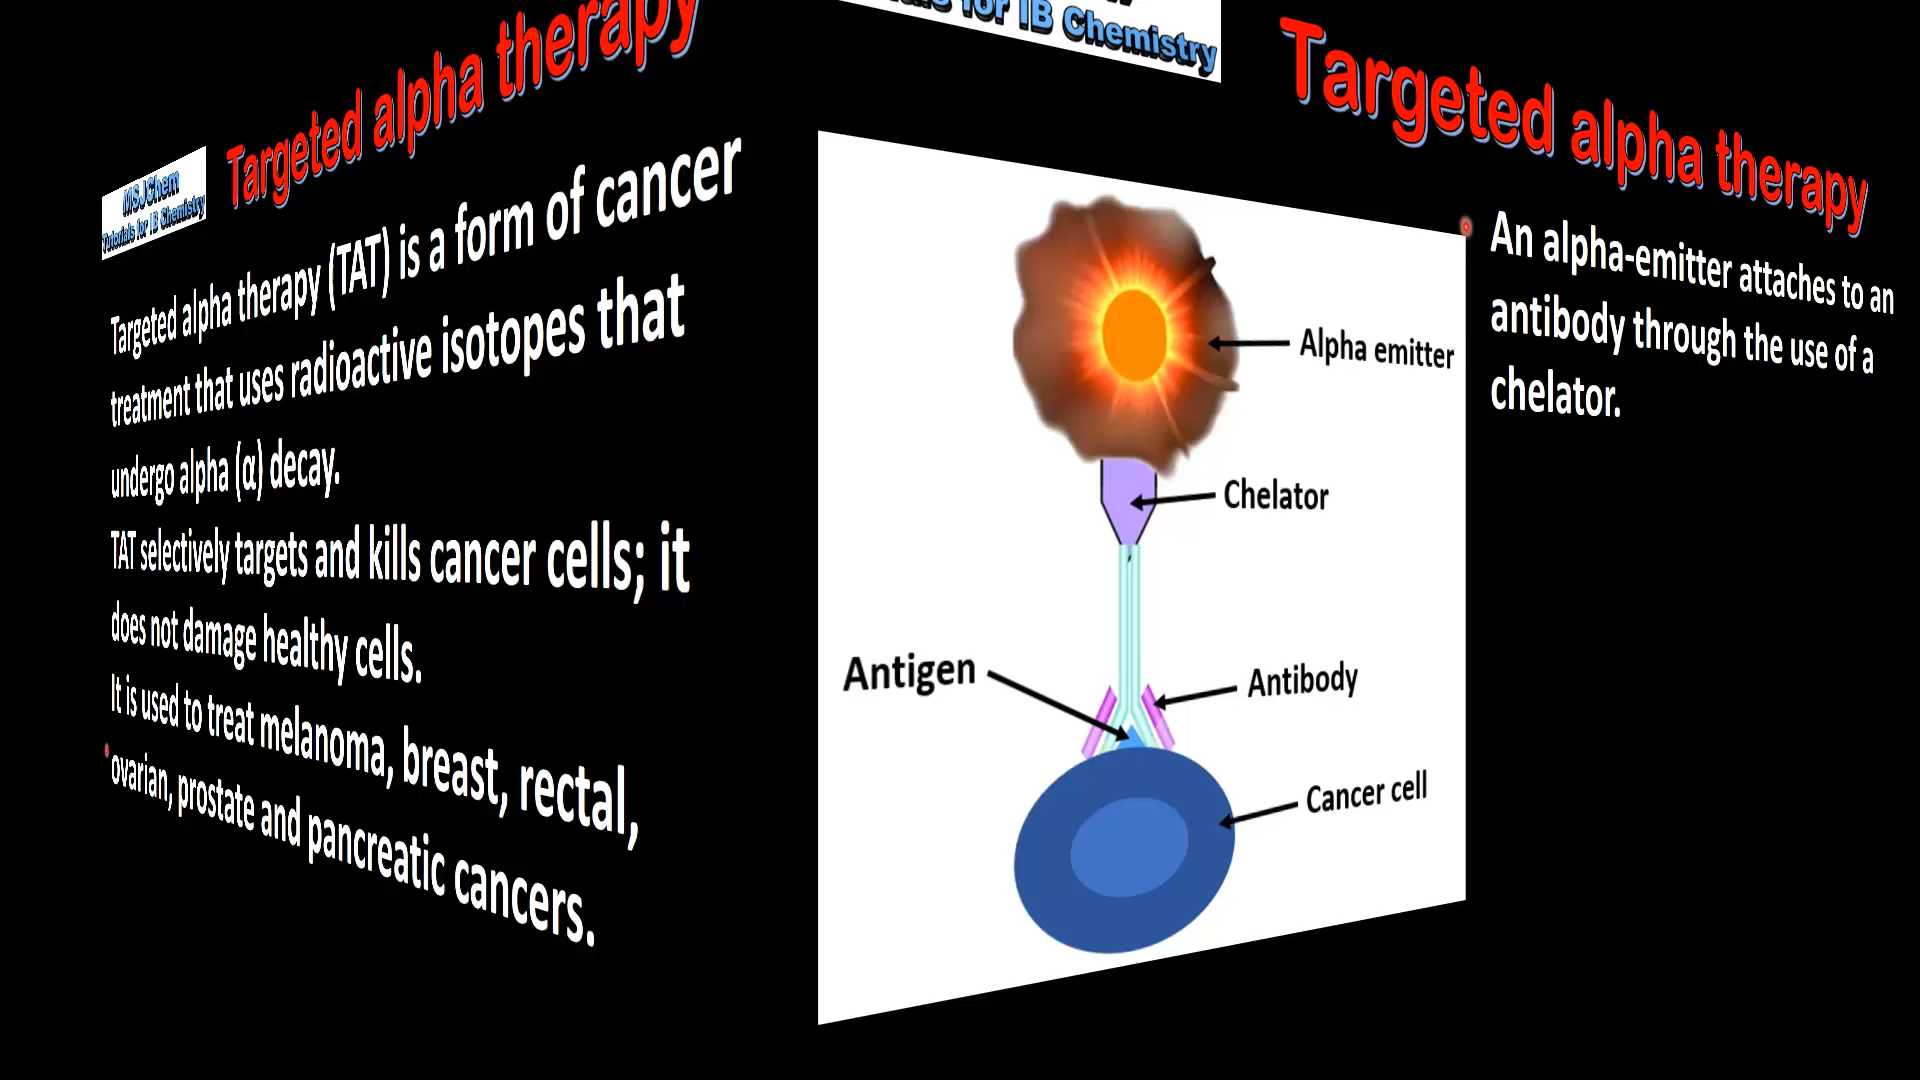 MSJChem
Tutorials for IB Chemistry
Targeted alpha therapy
Targeted alpha therapy (TAT) is a form of cancer
treatment that uses radioactive isotopes that
undergo alpha (α) decay.
TAT selectively targets and kills cancer cells; it
does not damage healthy cells.
It is used to treat melanoma, breast, rectal,
ovarian, prostate and pancreatic cancers.
for IB Chemistry
Targeted alpha therapy
Alpha emitter
Chelator
Antigen
Antibody
Cancer cell
An alpha-emitter attaches to an
antibody through the use of a
chelator.